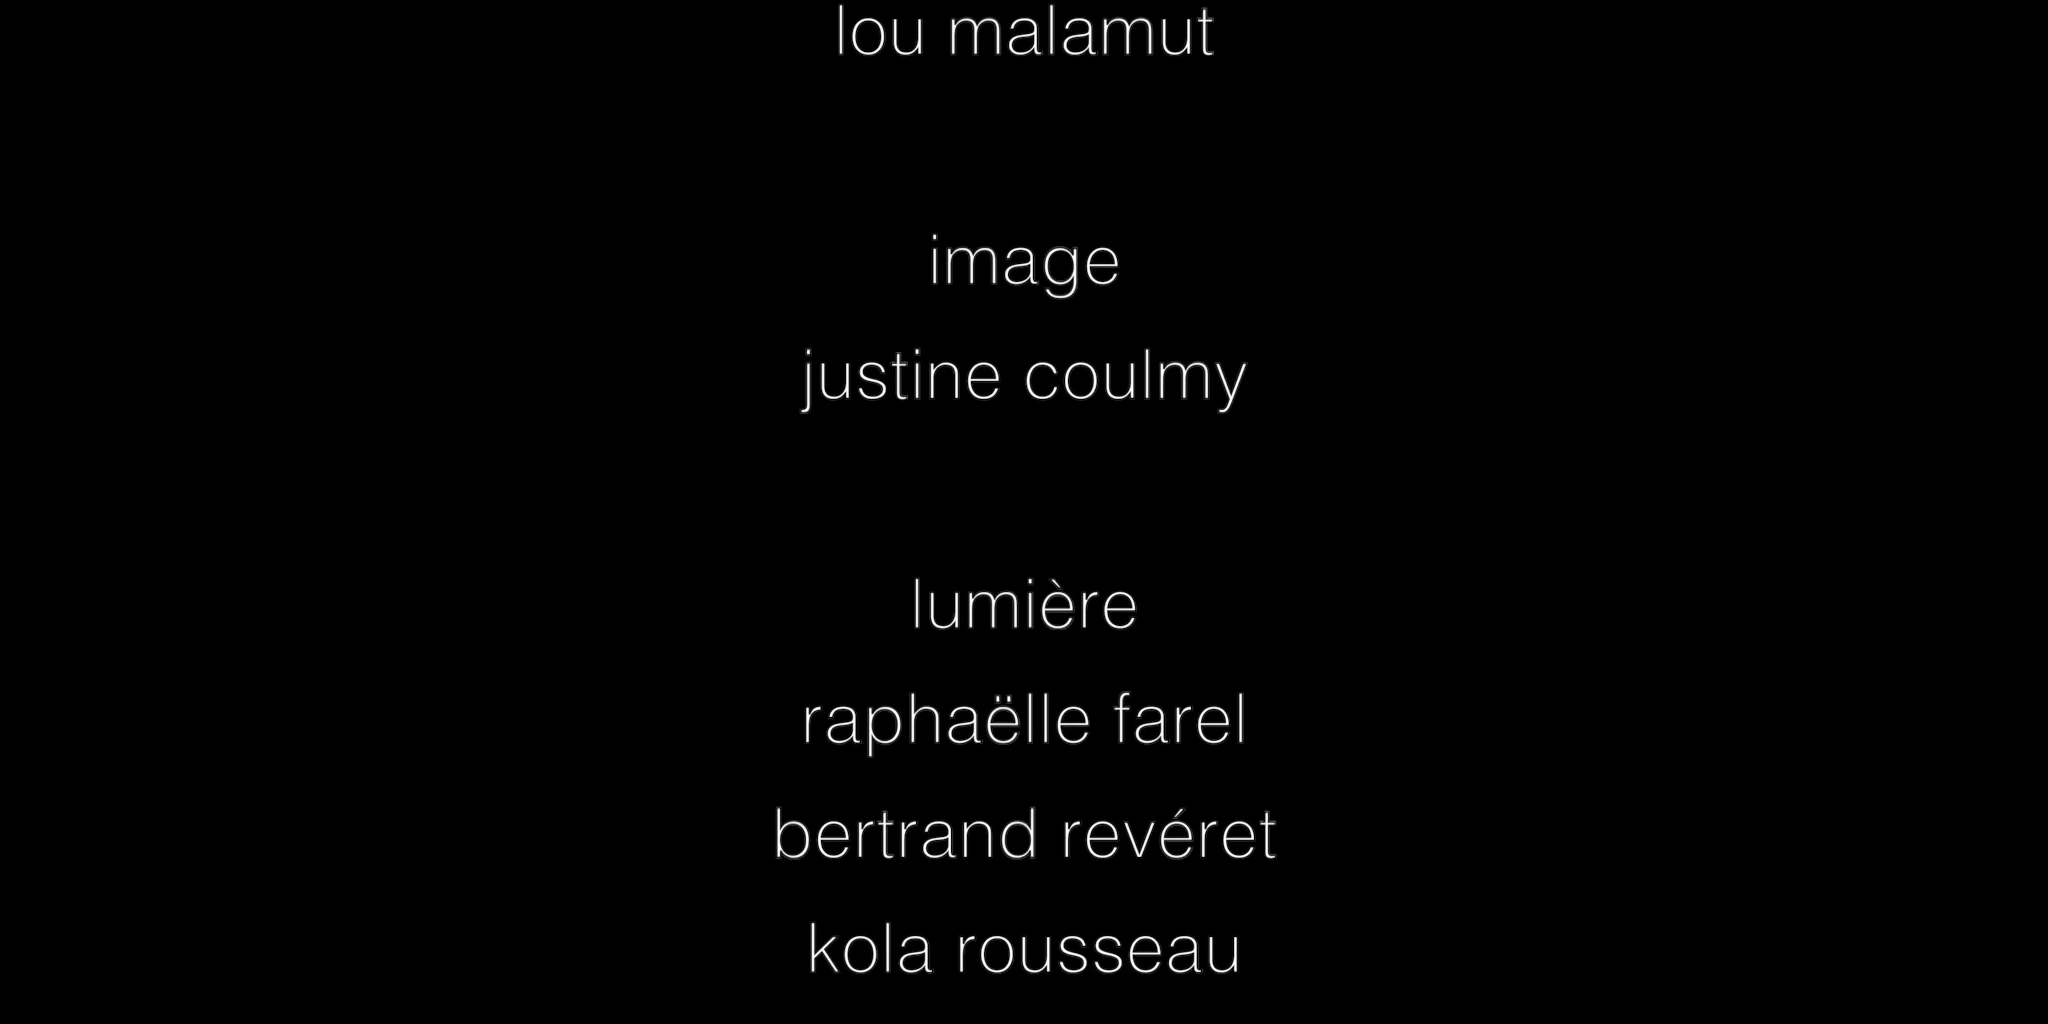 lou malamut
image
justine coulmy
lumière
raphaëlle farel
bertrand revéret
kola rousseau